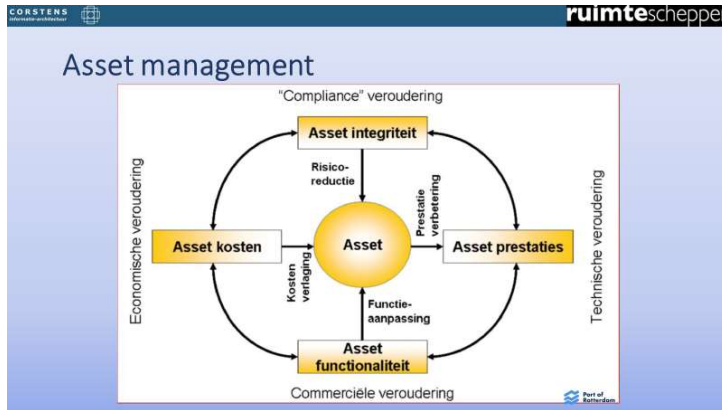 CORSTENS
informatie-architectuur
ruimteschepper
Asset management
"Compliance" veroudering
Asset integriteit
Risico-
reductie
Prestatie
verbetering
Economische veroudering
Technische veroudering
Asset kosten
Asset
Asset prestaties
Kosten
verlaging
Functie-
aanpassing
Asset
functionaliteit
Commerciële veroudering
Port of
Rotterdam